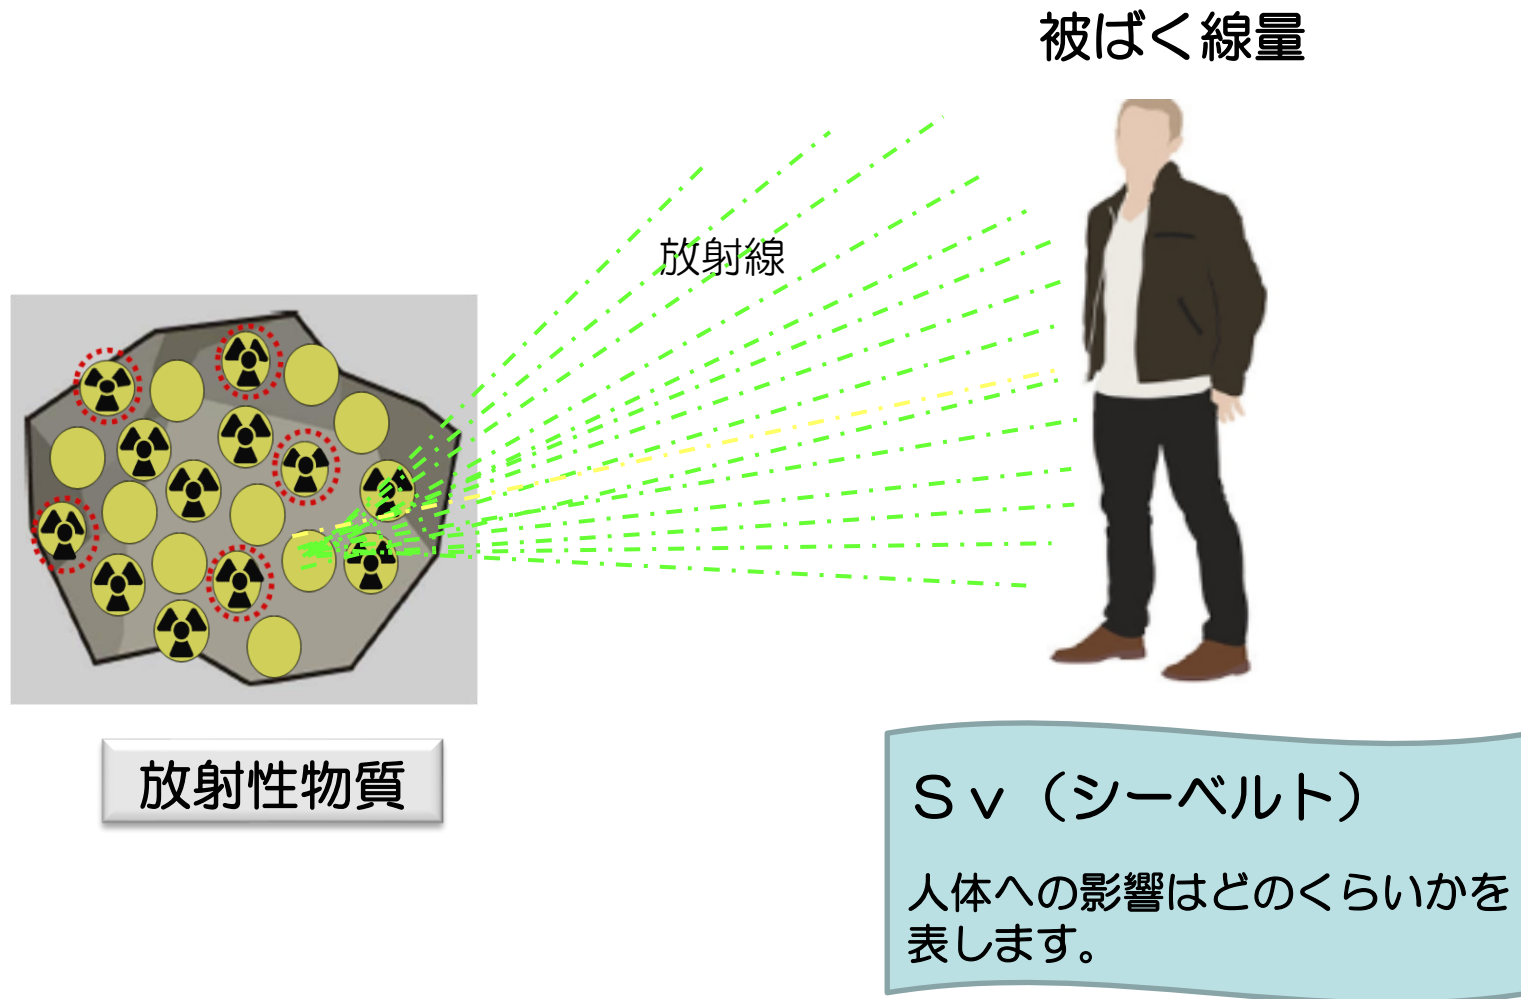 被ばく線量
放射線
放射性物質
Sv（シーベルト）
人体への影響はどのくらいかを
表します。